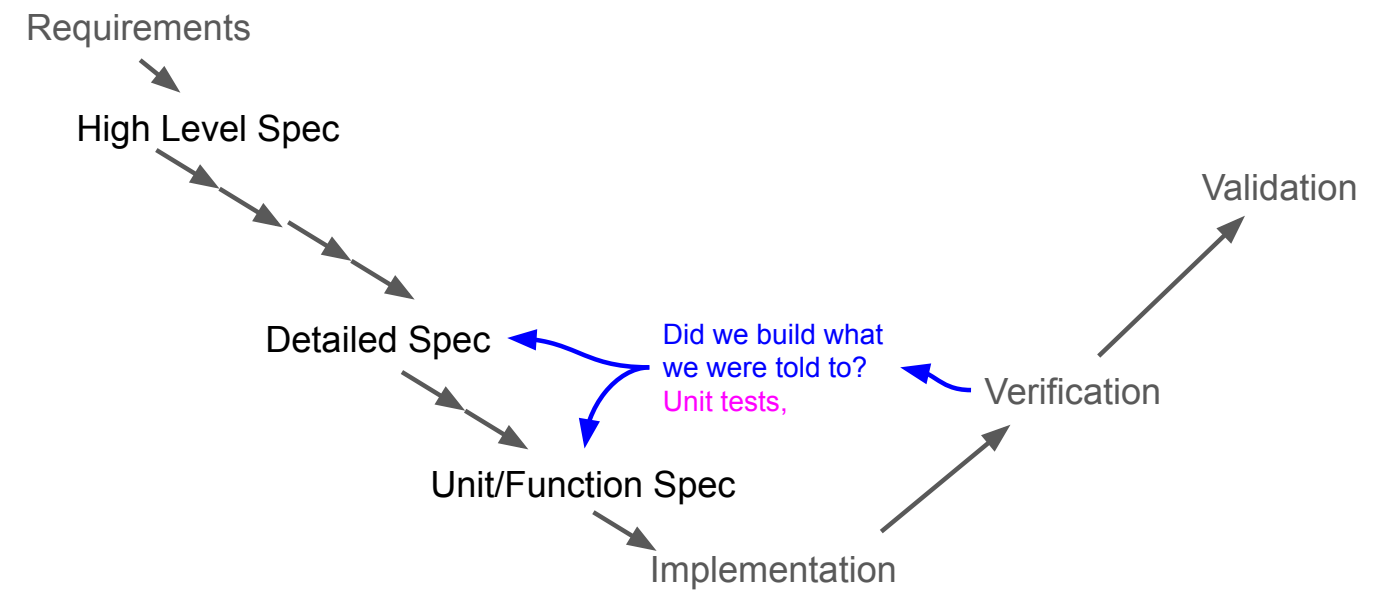 Requirements
High Level Spec
Validation
Detailed Spec
Did we build what
we were told to?
Unit tests,
Verification
Unit/Function Spec
Implementation